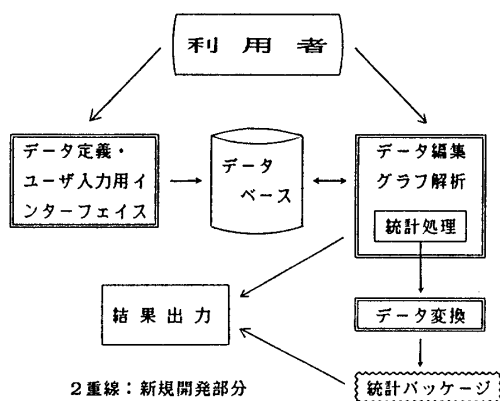 利用者
データ定義・
ユーザ入力用イ
ンターフェイス
データ
ベース
データ編集
グラフ解析
統計処理
結果出力
データ変換
統計パッケージ
2重線：新規開発部分